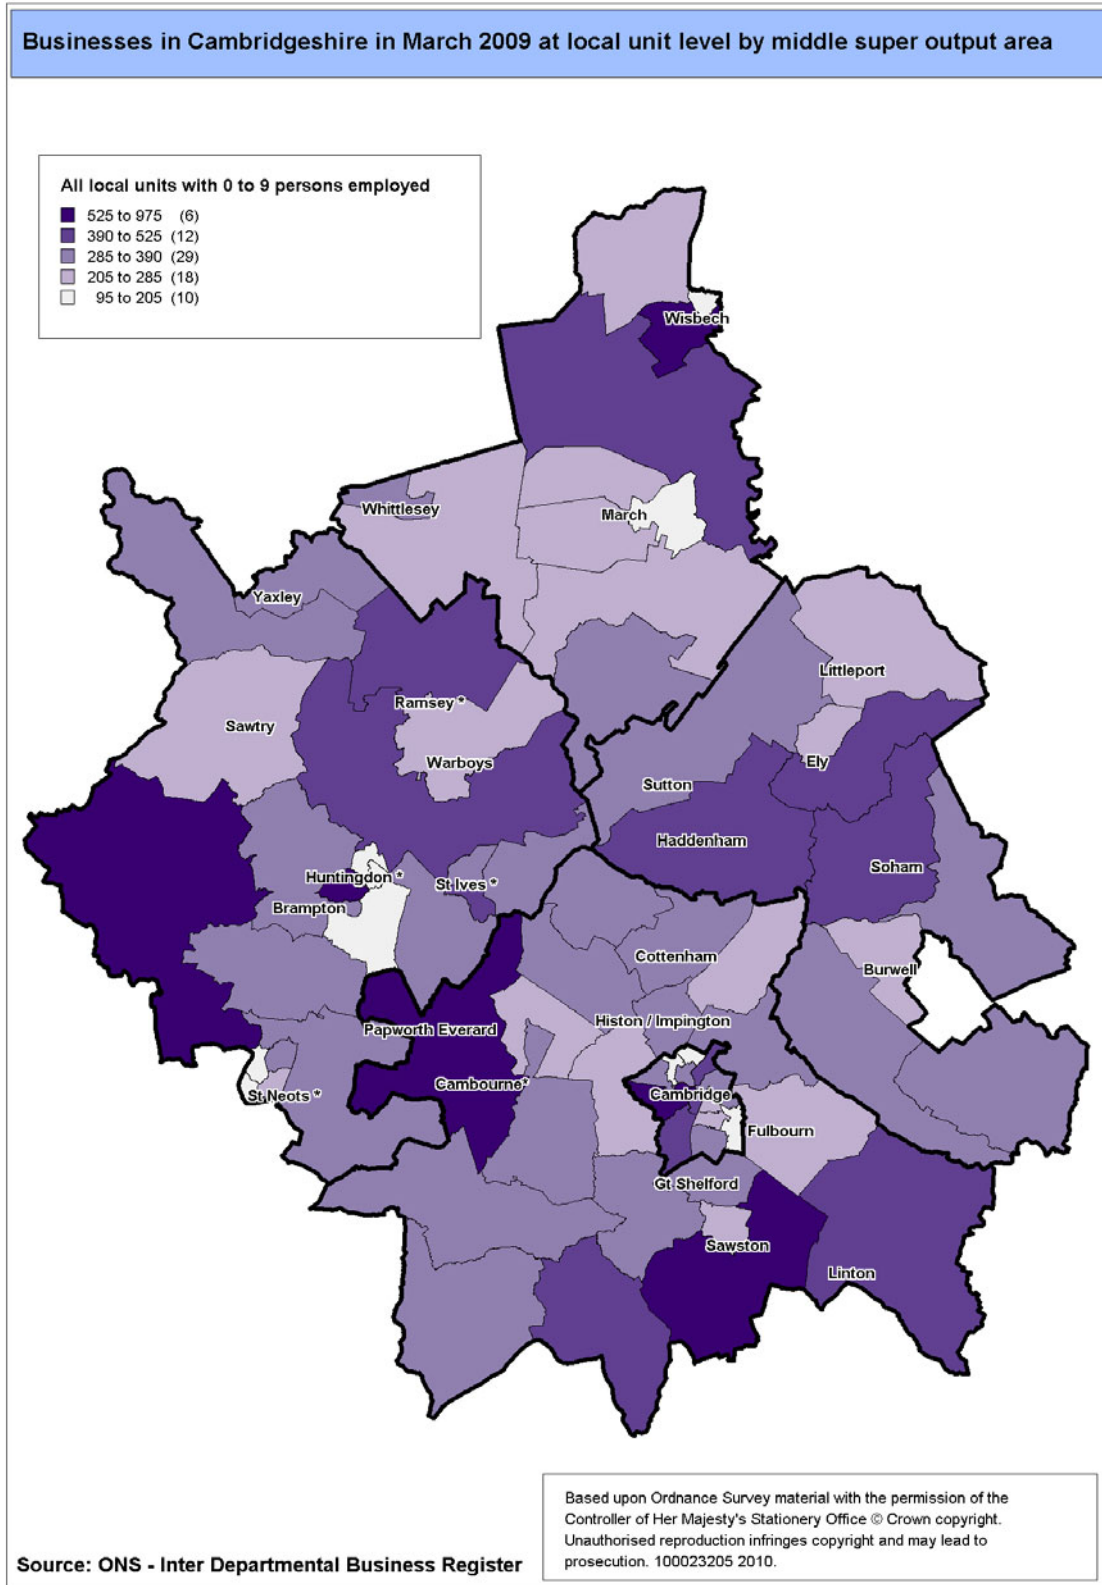 Businesses in Cambridgeshire in March 2009 at local unit level by middle super output area
All local units with 0 to 9 persons employed
525 to 975 (6)
390 to 525 (12)
285 to 390 (29)
205 to 285 (18)
95 to 205 (10)
Wisbech
Whittlesey
March
Yaxley
Littleport
Ramsey *
Sawtry
Warboys
Ely
Sutton
Haddenham
Soham
Huntingdon *
St Ives *
Brampton
Cottenham
Burwell
Histon / Impington
Papworth Everard
Cambourne*
Cambridge
St Neots *
Fulbourn
Gt Shelford
Sawston
Linton
Based upon Ordnance Survey material with the permission of the
Controller of Her Majesty's Stationery Office © Crown copyright.
Unauthorised reproduction infringes copyright and may lead to
prosecution. 100023205 2010.
Source: ONS - Inter Departmental Business Register